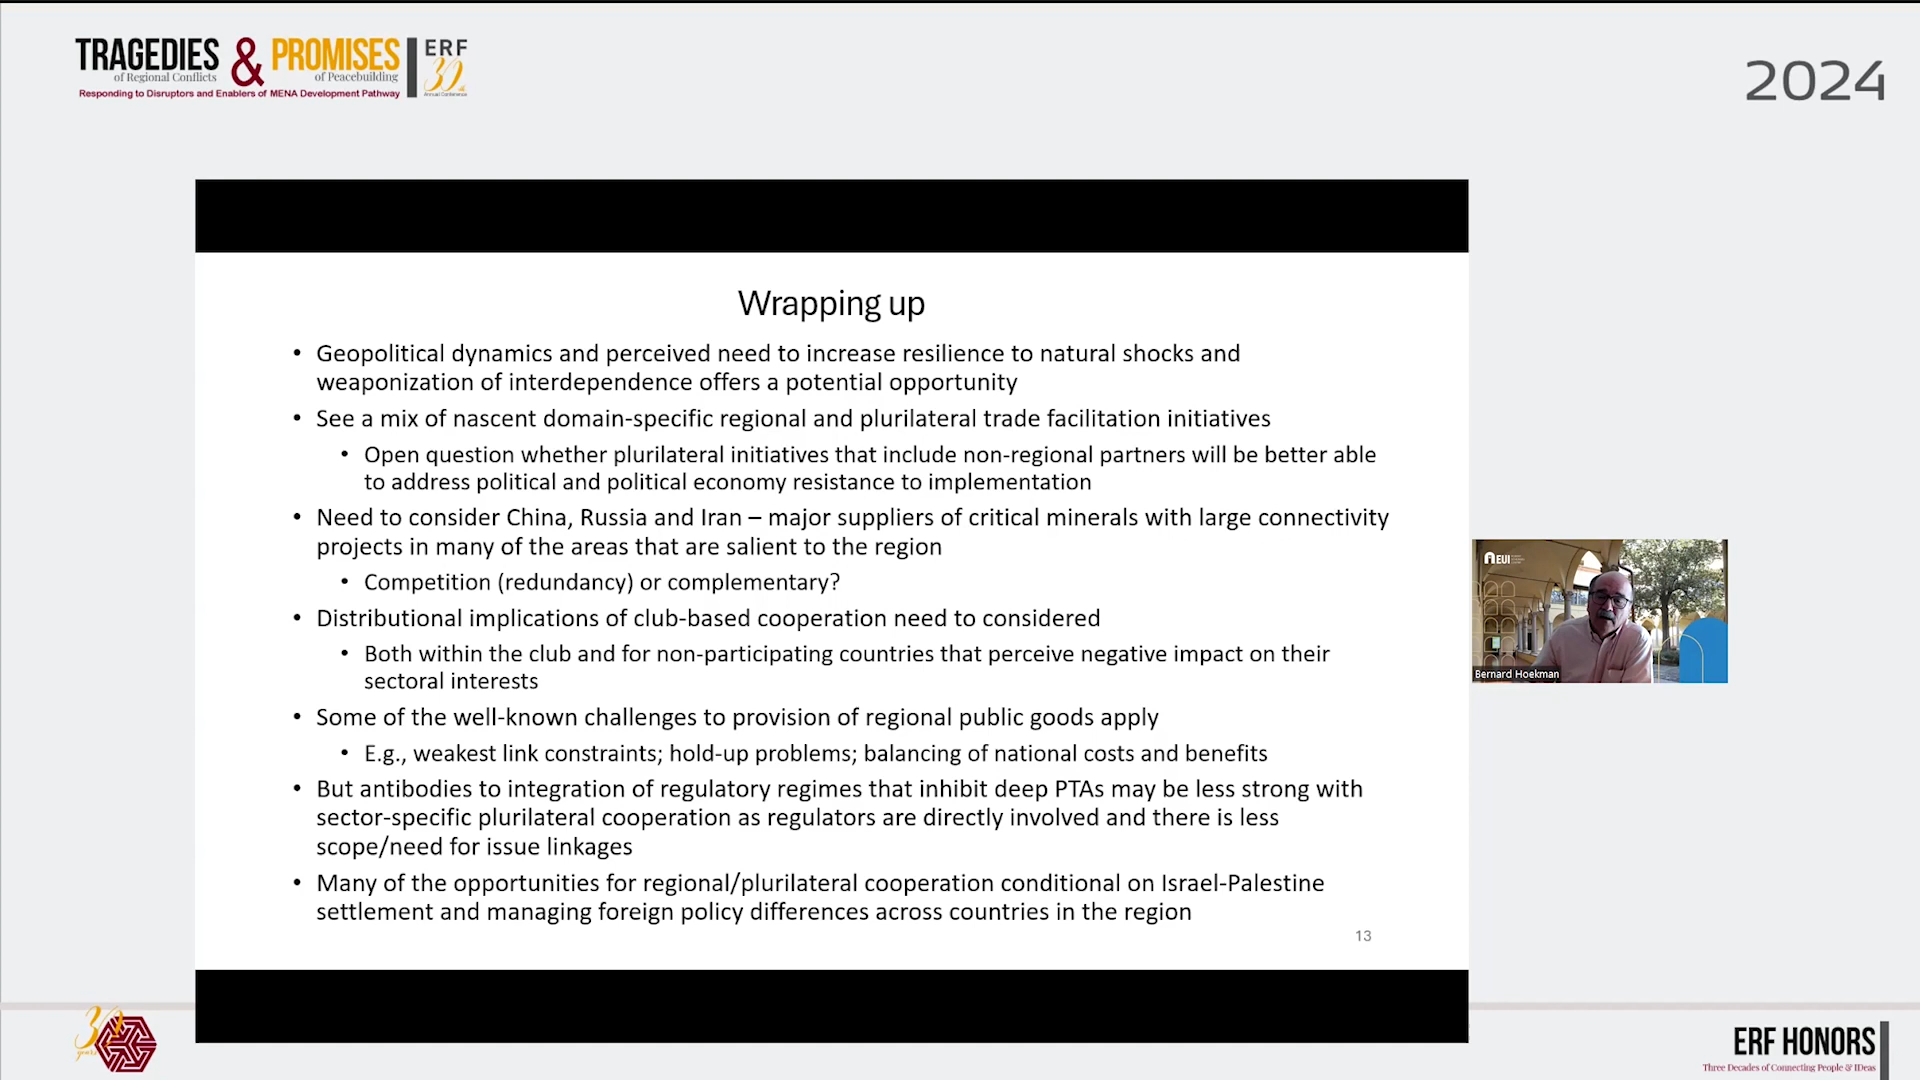 TRAGEDIES & PROMISES
of Regional Conflicts
of Peacebuilding
Responding to Disruptors and Enablers of MENA Development Pathway
ERF
30th
Annual Conference
2024
Wrapping up
• Geopolitical dynamics and perceived need to increase resilience to natural shocks and
weaponization of interdependence offers a potential opportunity
• See a mix of nascent domain-specific regional and plurilateral trade facilitation initiatives
• Open question whether plurilateral initiatives that include non-regional partners will be better able
to address political and political economy resistance to implementation
• Need to consider China, Russia and Iran – major suppliers of critical minerals with large connectivity
projects in many of the areas that are salient to the region
• Competition (redundancy) or complementary?
• Distributional implications of club-based cooperation need to considered
• Both within the club and for non-participating countries that perceive negative impact on their
sectoral interests
• Some of the well-known challenges to provision of regional public goods apply
• E.g., weakest link constraints; hold-up problems; balancing of national costs and benefits
• But antibodies to integration of regulatory regimes that inhibit deep PTAs may be less strong with
sector-specific plurilateral cooperation as regulators are directly involved and there is less
scope/need for issue linkages
• Many of the opportunities for regional/plurilateral cooperation conditional on Israel-Palestine
settlement and managing foreign policy differences across countries in the region
13
EUI
Bernard Hoekman
30
years
ERF HONORS
Three Decades of Connecting People & IDeas